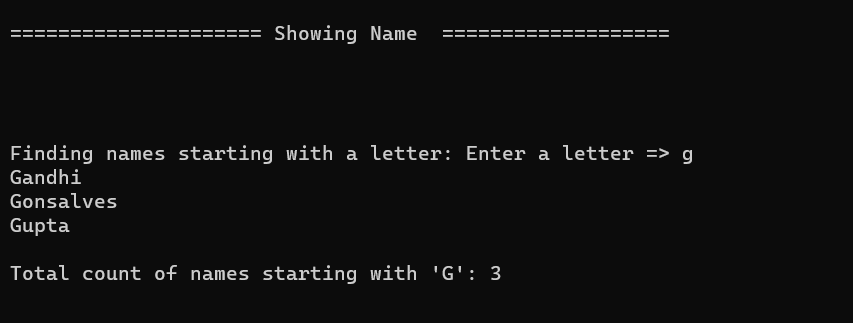 ===================== Showing Name  ===================
Finding names starting with a letter: Enter a letter => g
Gandhi
Gonsalves
Gupta
Total count of names starting with 'G': 3